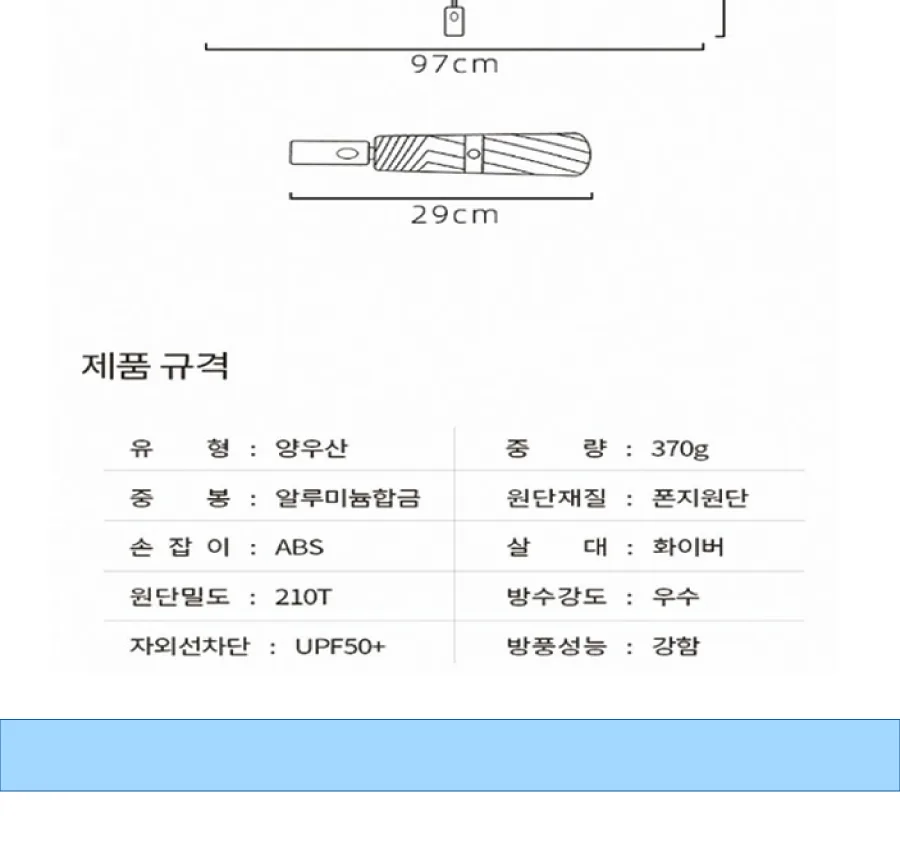 97cm
29cm
제품 규격
유 형 : 양우산
중 량 : 370g
중 봉 : 알루미늄합금
원단재질 : 폰지원단
손 잡 이 : ABS
살 대 : 화이버
원단밀도 : 210T
방수강도 : 우수
자외선차단 : UPF50+
방풍성능 : 강함